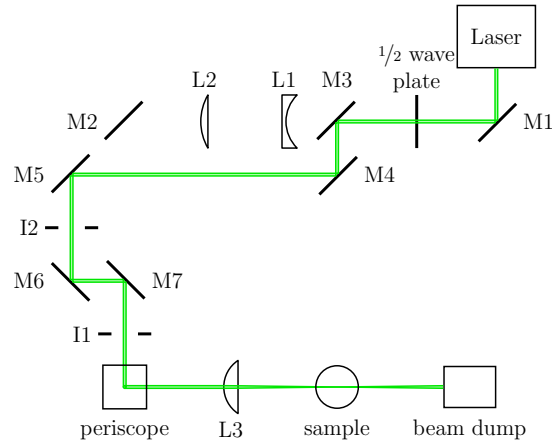 Laser
1/2 wave
plate
L2
L1
M3
M2
M1
M5
M4
I2
M6
M7
I1
periscope
L3
sample
beam dump